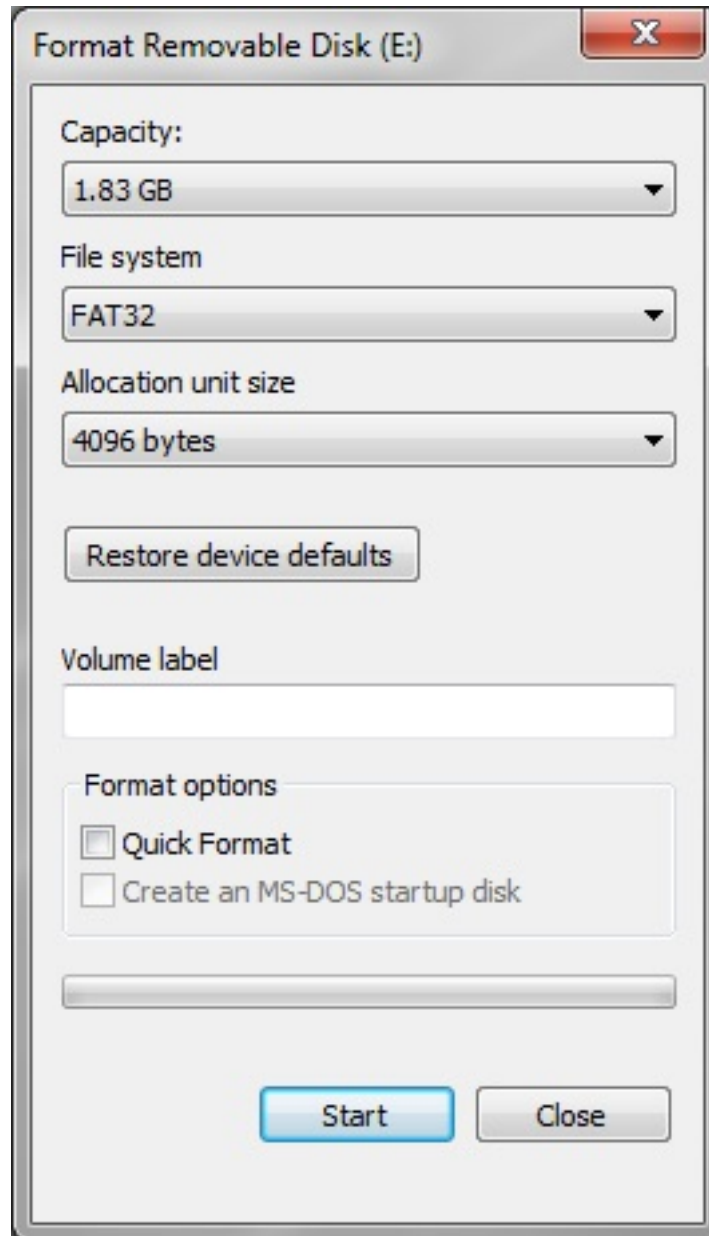 Format Removable Disk (E:)
Capacity:
1.83 GB
File system
FAT32
Allocation unit size
4096 bytes
Restore device defaults
Volume label
Format options
Quick Format
Create an MS-DOS startup disk
Start
Close